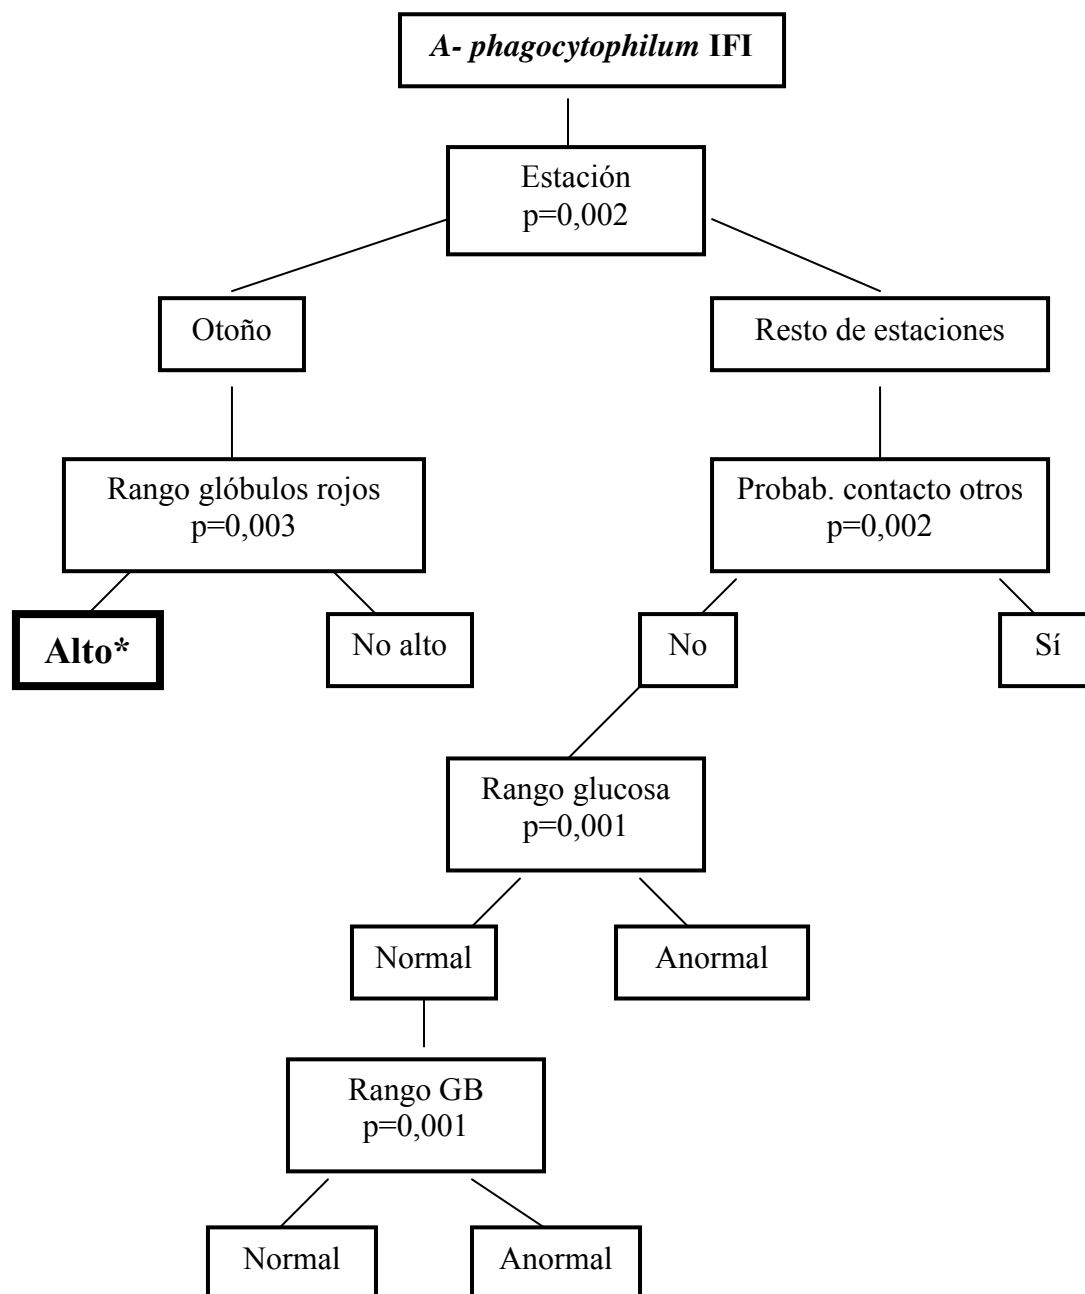 A- phagocytophilum IFI
Estación
p=0,002
Otoño
Resto de estaciones
Rango glóbulos rojos
p=0,003
Probab. contacto otros
p=0,002
Alto*
No alto
No
Sí
Rango glucosa
p=0,001
Normal
Anormal
Rango GB
p=0,001
Normal
Anormal